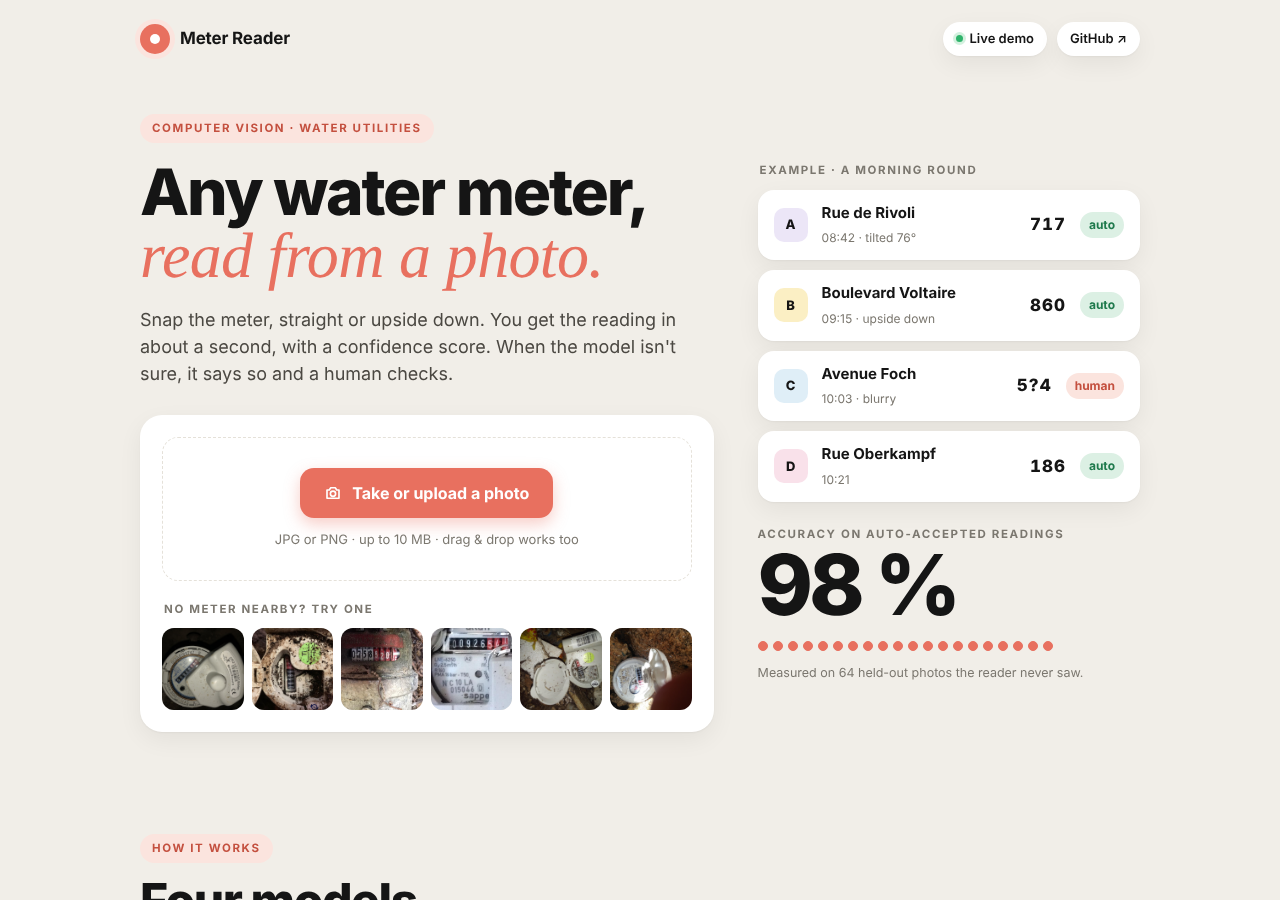 Meter Reader
Live demo
GitHub ↗
COMPUTER VISION · WATER UTILITIES
Any water meter,
read from a photo.
Snap the meter, straight or upside down. You get the reading in
about a second, with a confidence score. When the model isn't
sure, it says so and a human checks.
Take or upload a photo
JPG or PNG · up to 10 MB · drag & drop works too
NO METER NEARBY? TRY ONE
EXAMPLE · A MORNING ROUND
A
Rue de Rivoli
08:42 · tilted 76°
717
auto
B
Boulevard Voltaire
09:15 · upside down
860
auto
C
Avenue Foch
10:03 · blurry
5?4
human
D
Rue Oberkampf
10:21
186
auto
ACCURACY ON AUTO-ACCEPTED READINGS
98 %
Measured on 64 held-out photos the reader never saw.
HOW IT WORKS
Four models